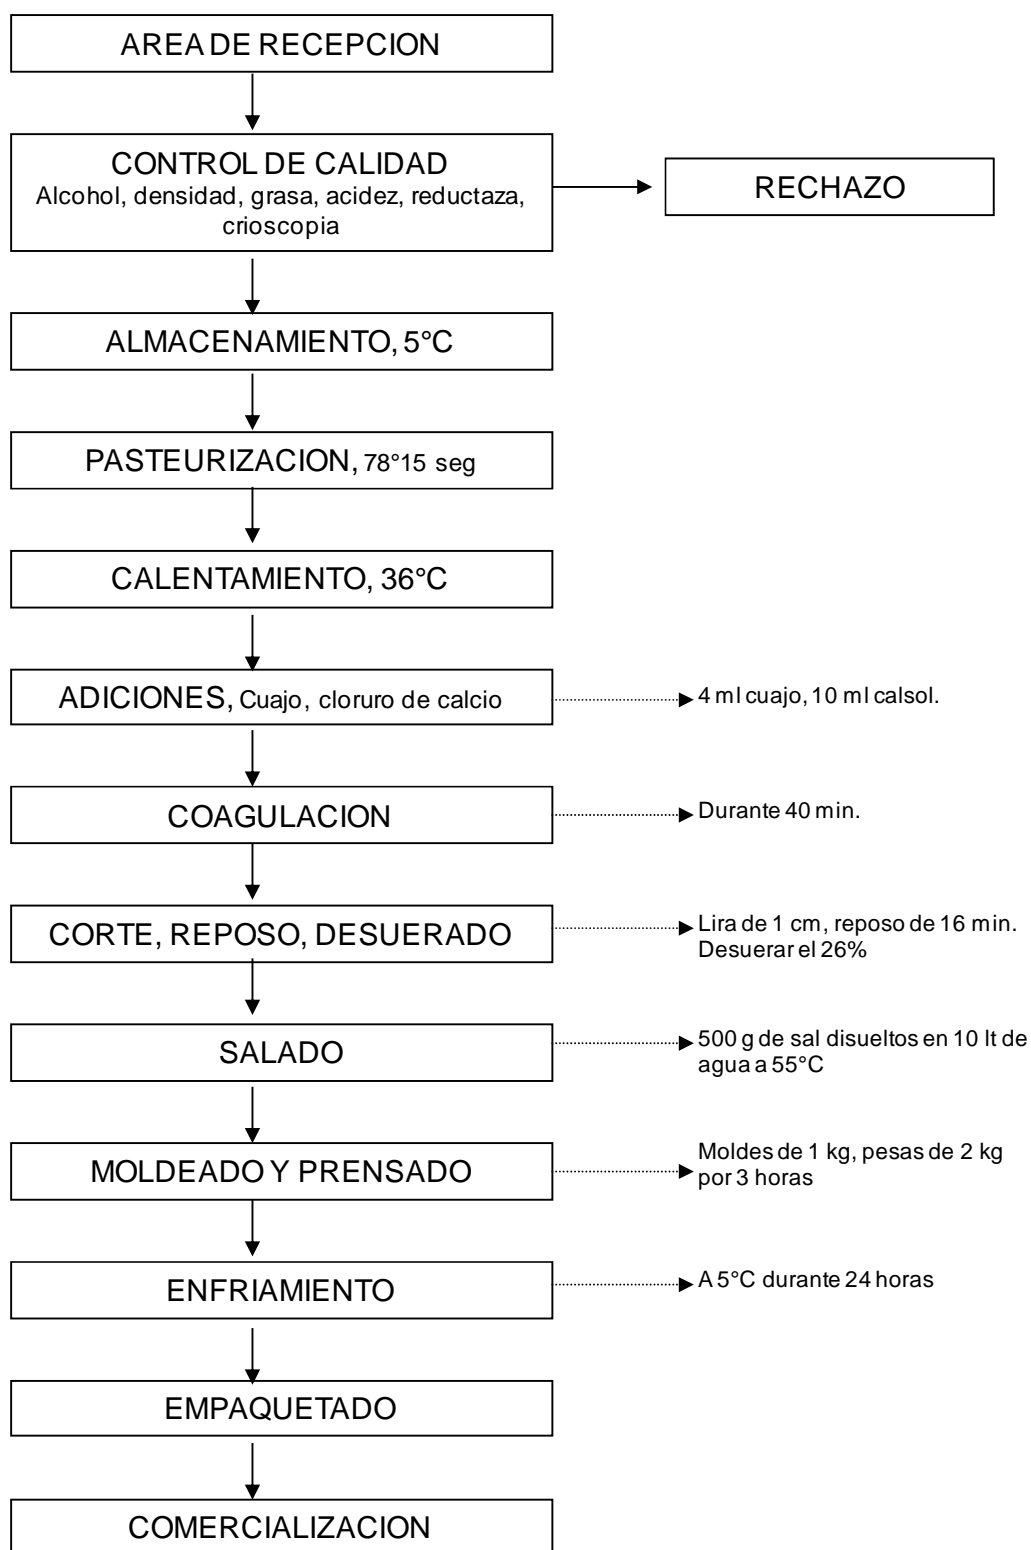 AREA DE RECEPCION
CONTROL DE CALIDAD
Alcohol, densidad, grasa, acidez, reductaza,
crioscopia
RECHAZO
ALMACENAMIENTO, 5°C
PASTEURIZACION, 78°15 seg
CALENTAMIENTO, 36°C
ADICIONES, Cuajo, cloruro de calcio
4 ml cuajo, 10 ml calsol.
COAGULACION
Durante 40 min.
CORTE, REPOSO, DESUERADO
Lira de 1 cm, reposo de 16 min.
Desuerar el 26%
SALADO
500 g de sal disueltos en 10 lt de
agua a 55°C
MOLDEADO Y PRENSADO
Moldes de 1 kg, pesas de 2 kg
por 3 horas
ENFRIAMIENTO
A 5°C durante 24 horas
EMPAQUETADO
COMERCIALIZACION